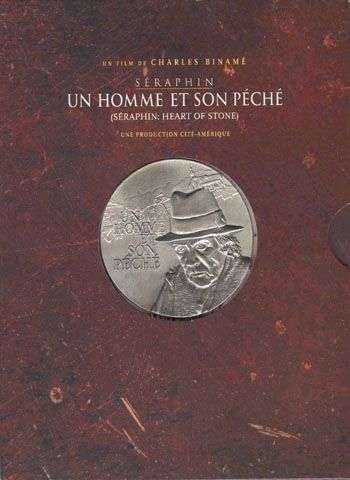 UN FILM DE CHARLES BINAMÉ
SÉRAPHIN
UN HOMME ET SON PÉCHÉ
(SÉRAPHIN: HEART OF STONE)
UNE PRODUCTION CITÉ-AMÉRIQUE
UN
HOMME
ET
SON
PÉCHÉ